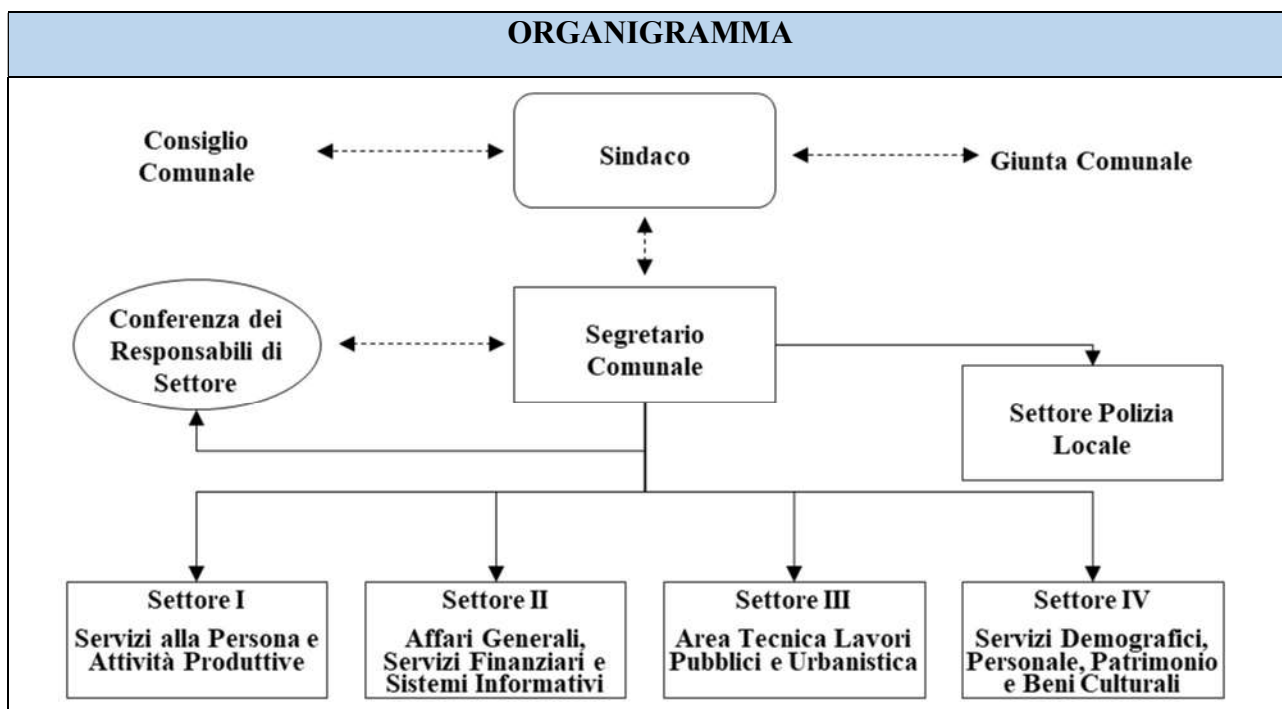 ORGANIGRAMMA
Consiglio
Comunale
Sindaco
Giunta Comunale
Conferenza dei
Responsabili di
Settore
Segretario
Comunale
Settore Polizia
Locale
Settore I
Servizi alla Persona e
Attività Produttive
Settore II
Affari Generali,
Servizi Finanziari e
Sistemi Informativi
Settore III
Area Tecnica Lavori
Pubblici e Urbanistica
Settore IV
Servizi Demografici,
Personale, Patrimonio
e Beni Culturali